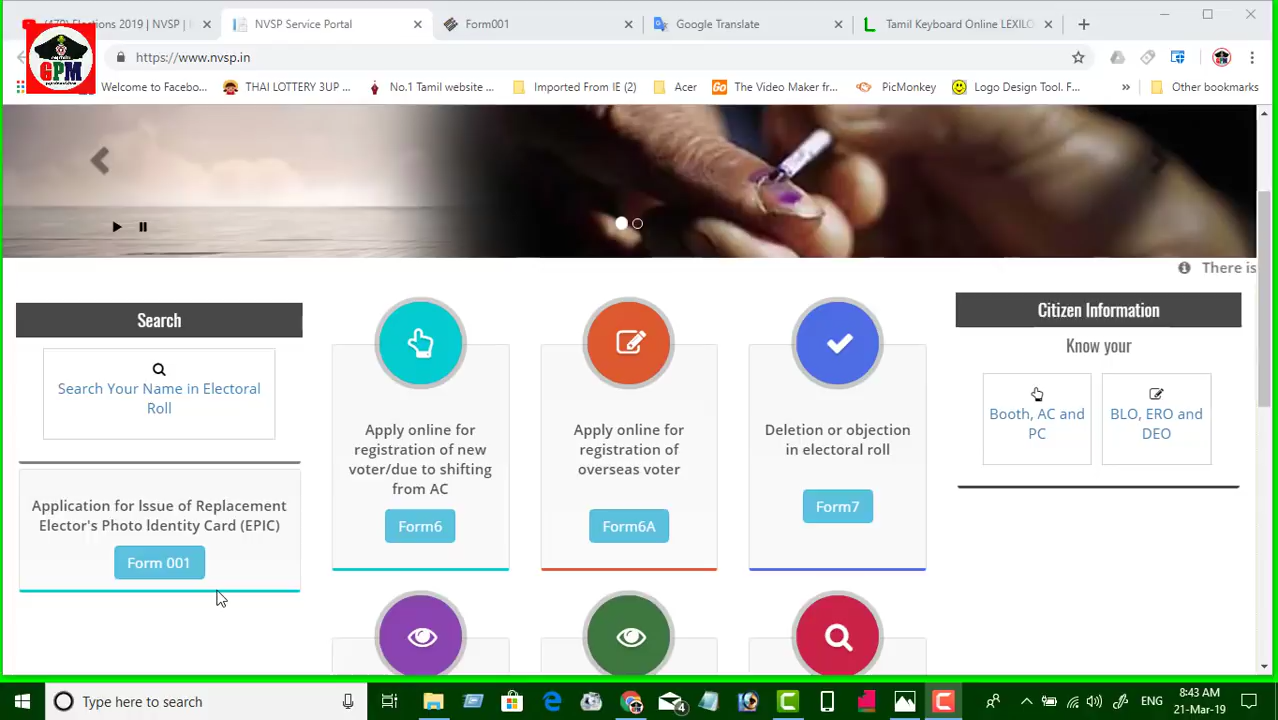 (479) Elections 2019 | NVSP |
NVSP Service Portal
Form001
Google Translate
Tamil Keyboard Online LEXILO
https://www.nvsp.in
GPM
Welcome to Facebo...
THAI LOTTERY 3UP ...
No.1 Tamil website ...
Imported From IE (2)
Acer
Go
The Video Maker fr...
PicMonkey
Logo Design Tool. F...
»
Other bookmarks
There is
Search
Search Your Name in Electoral
Roll
Application for Issue of Replacement
Elector's Photo Identity Card (EPIC)
Form 001
Apply online for
registration of new
voter/due to shifting
from AC
Form6
Apply online for
registration of
overseas voter
Form6A
Deletion or objection
in electoral roll
Form7
Citizen Information
Know your
Booth, AC and
PC
BLO, ERO and
DEO
Type here to search
4
ENG
8:43 AM
21-Mar-19